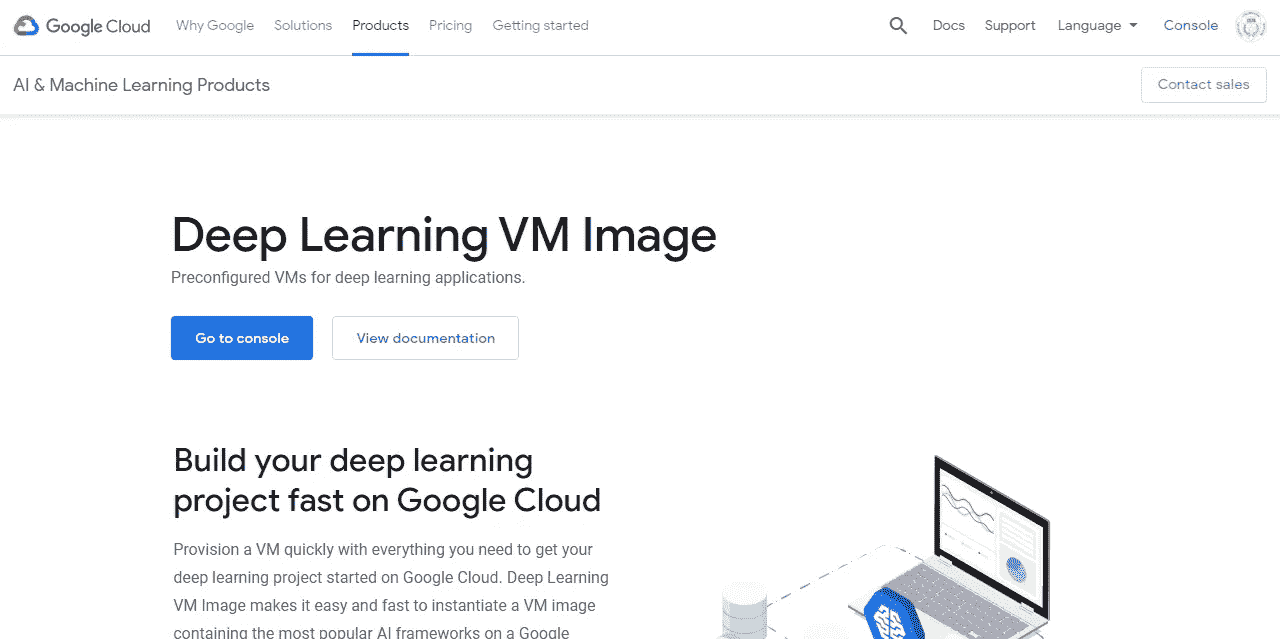 Google Cloud Why Google Solutions Products Pricing Getting started Docs Support Language Console
AI & Machine Learning Products Contact sales
Deep Learning VM Image
Preconfigured VMs for deep learning applications.
Go to console View documentation
Build your deep learning
project fast on Google Cloud
Provision a VM quickly with everything you need to get your
deep learning project started on Google Cloud. Deep Learning
VM Image makes it easy and fast to instantiate a VM image
containing the most popular AI frameworks on a Google